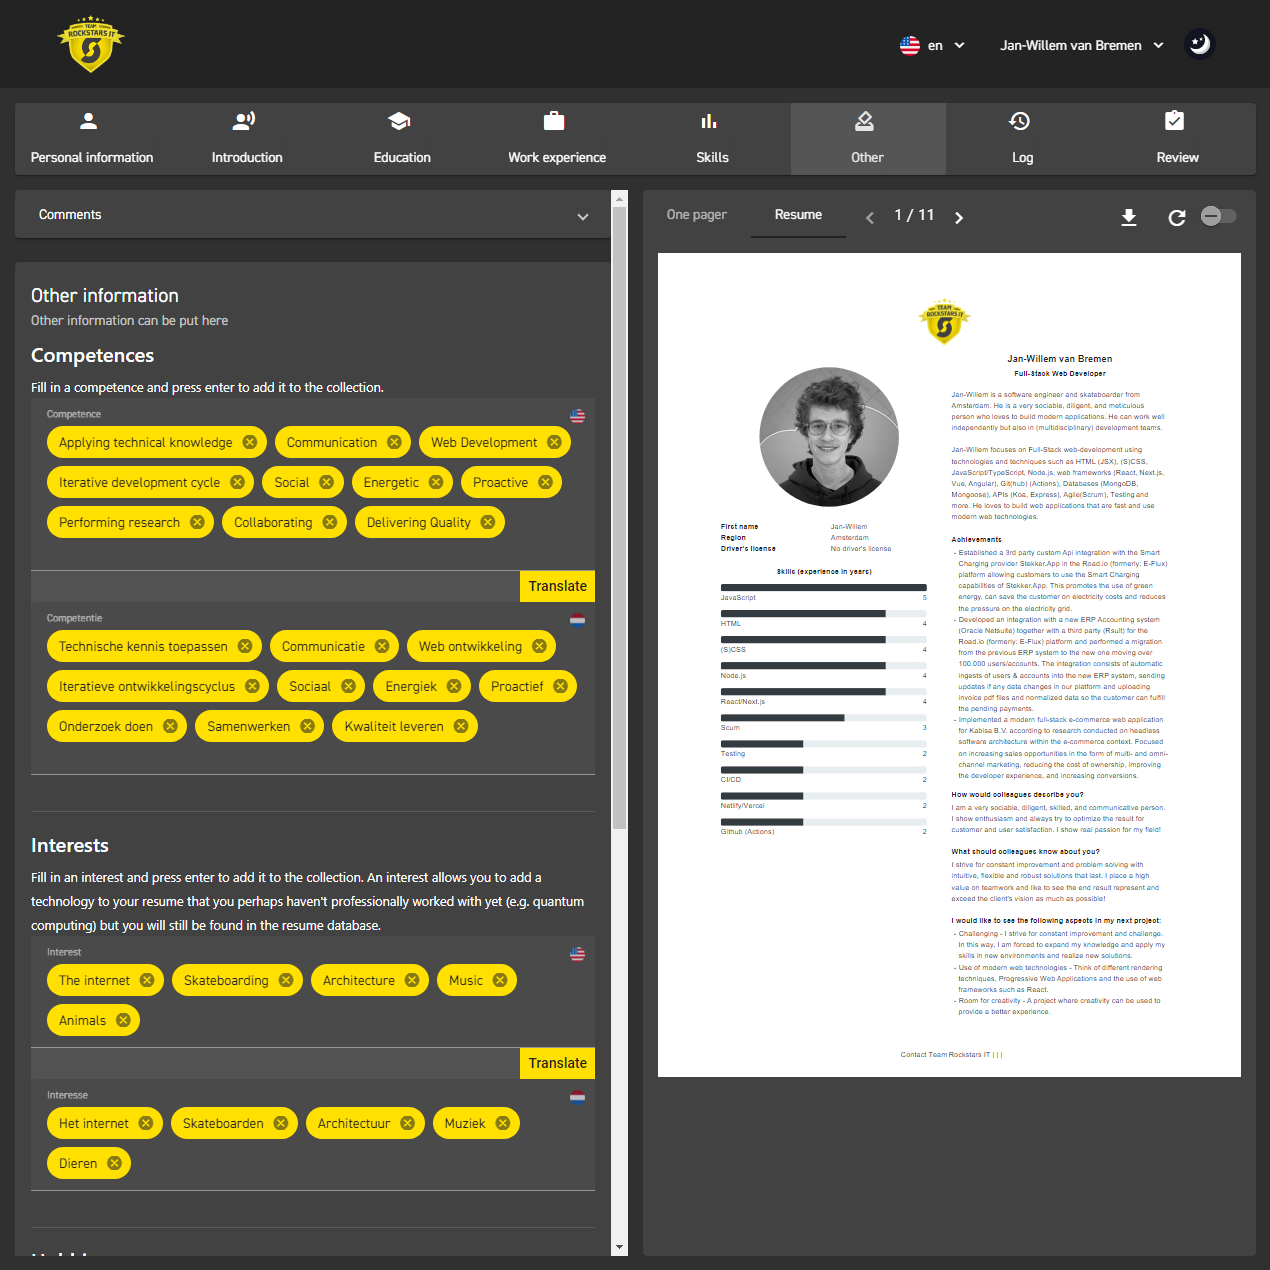 TEAM
ROCKSTARS IT
en
Jan-Willem van Bremen
Personal information
Introduction
Education
Work experience
Skills
Other
Log
Review
Comments
Other information
Other information can be put here
Competences
Fill in a competence and press enter to add it to the collection.
Competence
Applying technical knowledge
Communication
Web Development
Iterative development cycle
Social
Energetic
Proactive
Performing research
Collaborating
Delivering Quality
Translate
Competentie
Technische kennis toepassen
Communicatie
Web ontwikkeling
Iteratieve ontwikkelingscyclus
Sociaal
Energiek
Proactief
Onderzoek doen
Samenwerken
Kwaliteit leveren
Interests
Fill in an interest and press enter to add it to the collection. An interest allows you to add a
technology to your resume that you perhaps haven't professionally worked with yet (e.g. quantum
computing) but you will still be found in the resume database.
Interest
The internet
Skateboarding
Architecture
Music
Animals
Translate
Interesse
Het internet
Skateboarden
Architectuur
Muziek
Dieren
One pager
Resume
1 / 11
TEAM
ROCKSTARS IT
Jan-Willem van Bremen
Full-Stack Web Developer
Jan-Willem is a software engineer and skateboarder from
Amsterdam. He is a very sociable, diligent, and meticulous
person who loves to build modern applications. He can work well
independently but also in (multidisciplinary) development teams.
Jan-Willem focuses on Full-Stack web-development using
technologies and techniques such as HTML (JSX), (S)CSS,
JavaScript/TypeScript, Node.js, web frameworks (React, Next.js,
Vue, Angular), Git(hub) (Actions), Databases (MongoDB,
Mongoose), APIs (Koa, Express), Agile(Scrum), Testing and
more. He loves to build web applications that are fast and use
modern web technologies.
First name Jan-Willem
Region Amsterdam
Driver's license No driver's license
Skills (experience in years)
JavaScript 5
HTML 4
(S)CSS 4
Node.js 4
React/Next.js 4
Scum 3
Testing 2
CI/CD 2
Netlify/Vercel 2
Github (Actions) 2
Achievements
- Established a 3rd party custom Api integration with the Smart
Charging provider Stekker.App in the Road.io (formerly: E-Flux)
platform allowing customers to use the Smart Charging
capabilities of Stekker.App. This promotes the use of green
energy, can save the customer on electricity costs and reduces
the pressure on the electricity grid.
- Developed an integration with a new ERP Accounting system
(Oracle Netsuite) together with a third party (Rsult) for the
Road.io (formerly: E-Flux) platform and performed a migration
from the previous ERP system to the new one moving over
100.000 users/accounts. The integration consists of automatic
ingests of users & accounts into the new ERP system, sending
updates if any data changes in our platform and uploading
invoice pdf files and normalized data so the customer can fulfill
the pending payments.
- Implemented a modern full-stack e-commerce web application
for Kabisa B.V. according to research conducted on headless
software architecture within the e-commerce context. Focused
on increasing sales opportunities in the form of multi- and omni-
channel marketing, reducing the cost of ownership, improving
the developer experience, and increasing conversions.
How would colleagues describe you?
I am a very sociable, diligent, skilled, and communicative person.
I show enthusiasm and always try to optimize the result for
customer and user satisfaction. I show real passion for my field!
What should colleagues know about you?
I strive for constant improvement and problem solving with
intuitive, flexible and robust solutions that last. I place a high
value on teamwork and like to see the end result represent and
exceed the client's vision as much as possible!
I would like to see the following aspects in my next project:
- Challenging - I strive for constant improvement and challenge.
In this way, I am forced to expand my knowledge and apply my
skills in new environments and realize new solutions.
- Use of modern web technologies - Think of different rendering
techniques, Progressive Web Applications and the use of web
frameworks such as React.
- Room for creativity - A project where creativity can be used to
provide a better experience.
Contact Team Rockstars IT | | |